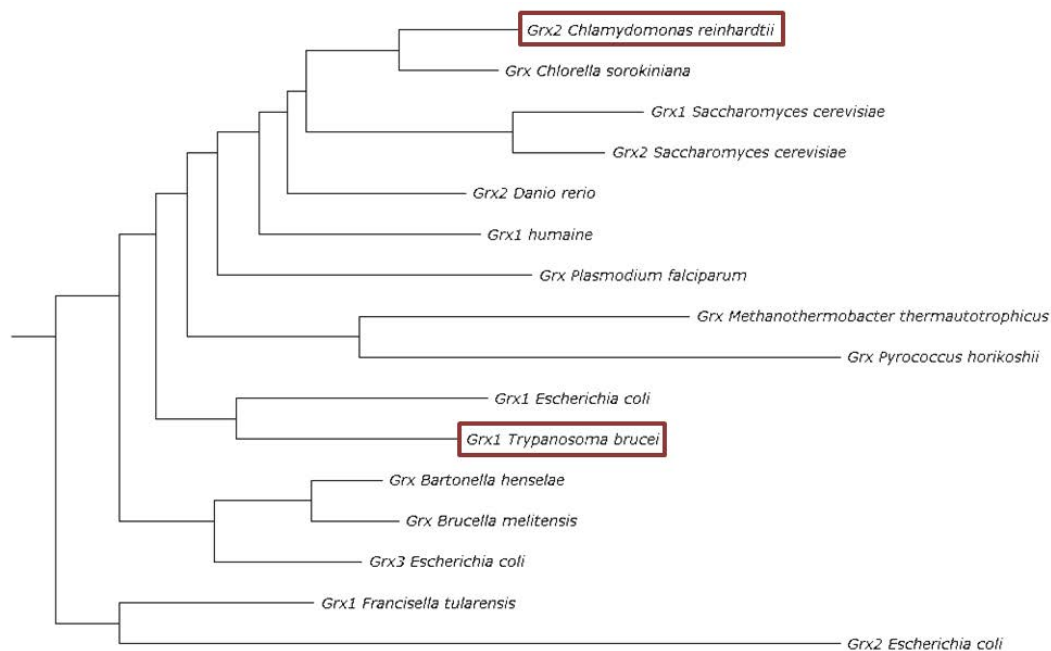 Grx2 Chlamydomonas reinhardtii
Grx Chlorella sorokiniana
Grx1 Saccharomyces cerevisiae
Grx2 Saccharomyces cerevisiae
Grx2 Danio rerio
Grx1 humaine
Grx Plasmodium falciparum
Grx Methanothermobacter thermautotrophicus
Grx Pyrococcus horikoshii
Grx1 Escherichia coli
Grx1 Trypanosoma brucei
Grx Bartonella henselae
Grx Brucella melitensis
Grx3 Escherichia coli
Grx1 Francisella tularensis
Grx2 Escherichia coli